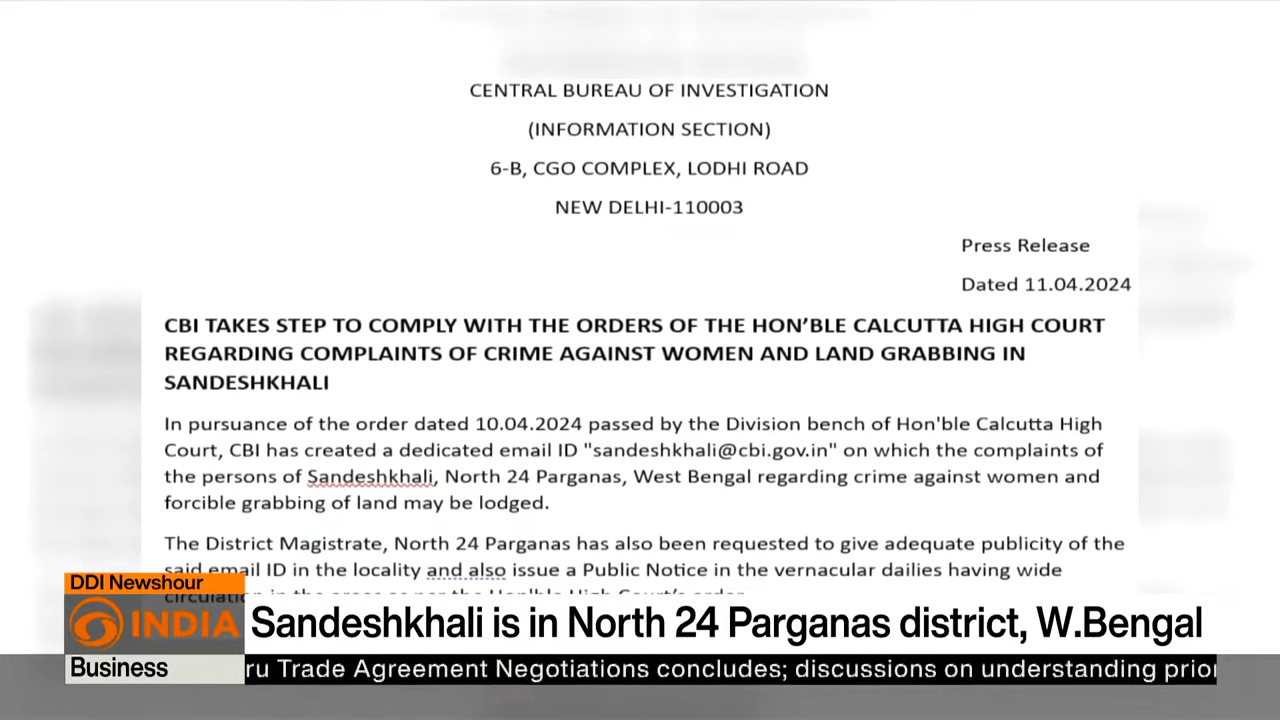 CENTRAL BUREAU OF INVESTIGATION
(INFORMATION SECTION)
6-B, CGO COMPLEX, LODHI ROAD
NEW DELHI-110003
Press Release
Dated 11.04.2024
CBI TAKES STEP TO COMPLY WITH THE ORDERS OF THE HON’BLE CALCUTTA HIGH COURT
REGARDING COMPLAINTS OF CRIME AGAINST WOMEN AND LAND GRABBING IN
SANDESHKHALI
In pursuance of the order dated 10.04.2024 passed by the Division bench of Hon'ble Calcutta High
Court, CBI has created a dedicated email ID "sandeshkhali@cbi.gov.in" on which the complaints of
the persons of Sandeshkhali, North 24 Parganas, West Bengal regarding crime against women and
forcible grabbing of land may be lodged.
The District Magistrate, North 24 Parganas has also been requested to give adequate publicity of the
said email ID in the locality and also issue a Public Notice in the vernacular dailies having wide
DDI Newshour
INDIA
Sandeshkhali is in North 24 Parganas district, W.Bengal
Business
ru Trade Agreement Negotiations concludes; discussions on understanding prior